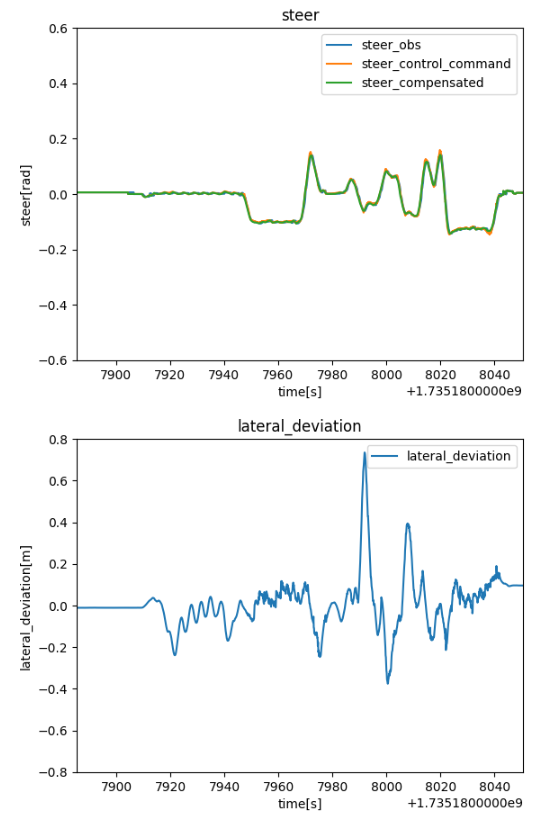 steer
0.6
0.4
0.2
0.0
−0.2
−0.4
−0.6
steer[rad]
steer_obs
steer_control_command
steer_compensated
7900 7920 7940 7960 7980 8000 8020 8040
time[s]
+1.7351800000e9
lateral_deviation
0.8
0.6
0.4
0.2
0.0
−0.2
−0.4
−0.6
−0.8
lateral_deviation[m]
lateral_deviation
7900 7920 7940 7960 7980 8000 8020 8040
time[s]
+1.7351800000e9